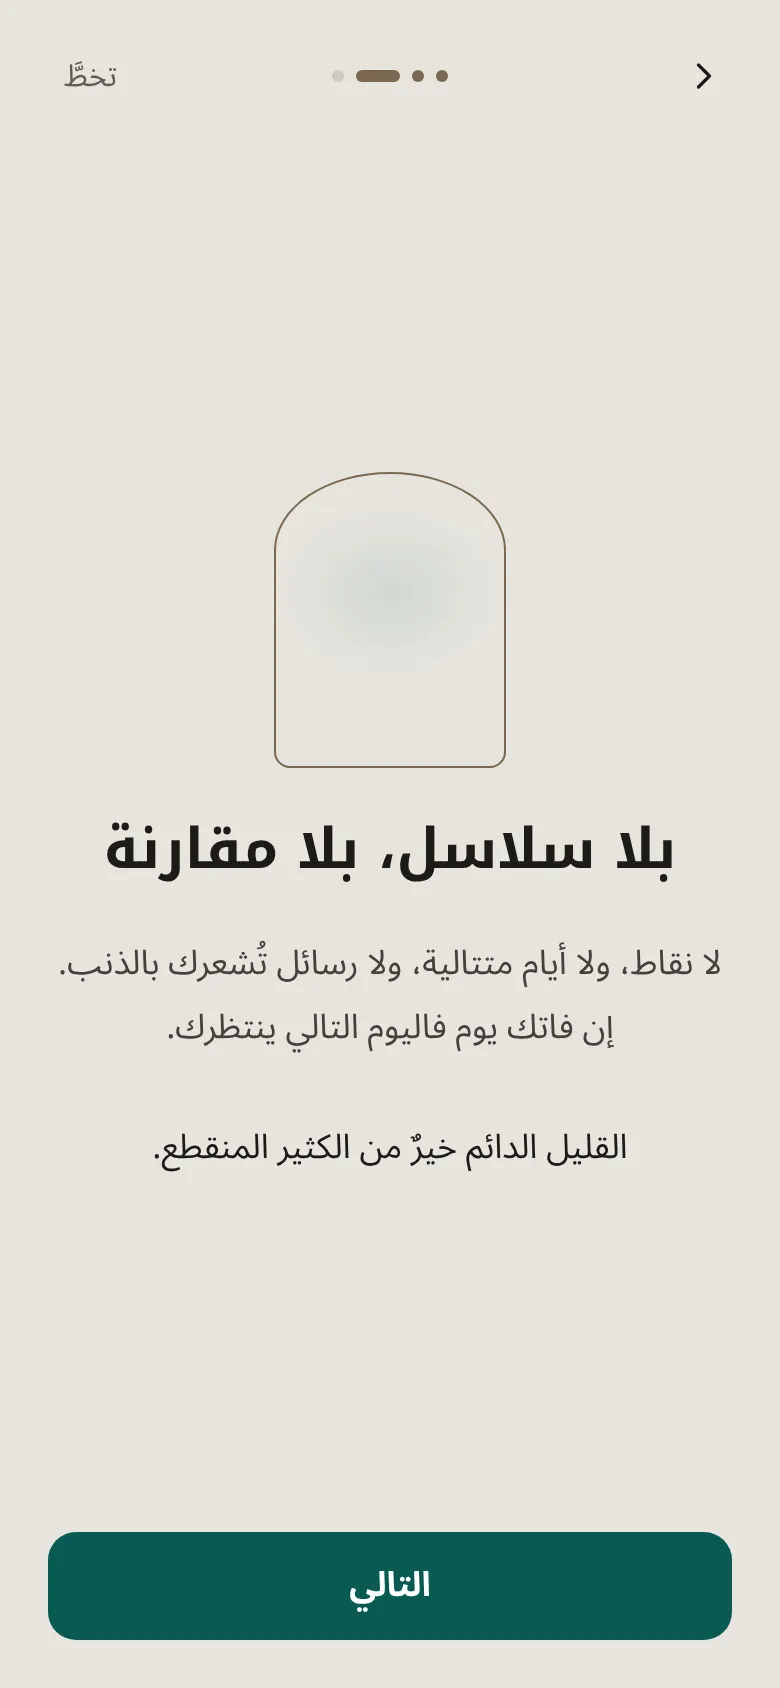 تخطَّ
بلا سلاسل، بلا مقارنة
لا نقاط، ولا أيام متتالية، ولا رسائل تُشعرك بالذنب.
إن فاتك يوم فاليوم التالي ينتظرك.
القليل الدائم خيرٌ من الكثير المنقطع.
التالي